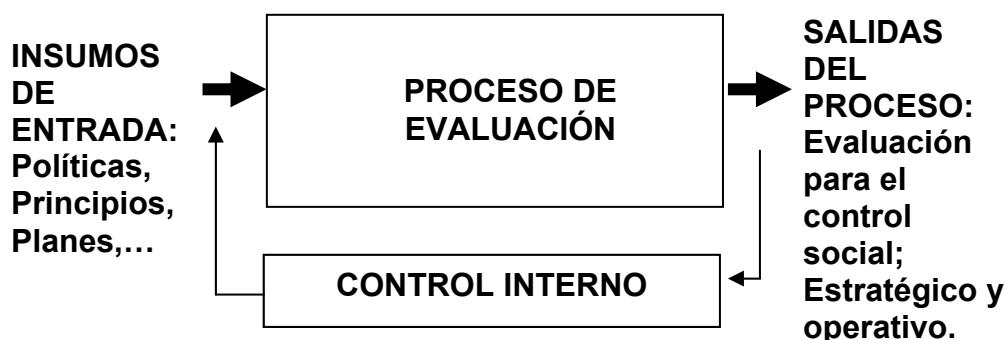 INSUMOS
DE
ENTRADA:
Políticas,
Principios,
Planes,…
PROCESO DE
EVALUACIÓN
CONTROL INTERNO
SALIDAS
DEL
PROCESO:
Evaluación
para el
control
social;
Estratégico y
operativo.